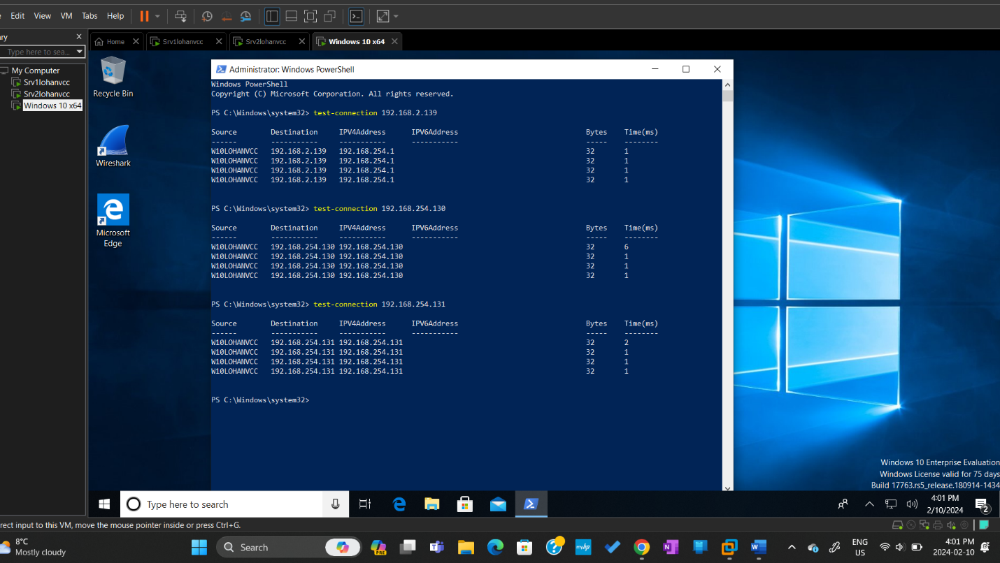 Edit View VM Tabs Help
ry
Type here to sea...
My Computer
Srv1lohanvcc
Srv2lohanvcc
Windows 10 x64
Home Srv1lohanvcc Srv2lohanvcc Windows 10 x64
Recycle Bin
Wireshark
Microsoft
Edge
Administrator: Windows PowerShell
Windows PowerShell
Copyright (C) Microsoft Corporation. All rights reserved.
PS C:\Windows\system32> test-connection 192.168.2.139
Source Destination IPV4Address IPV6Address Bytes Time(ms)
------ ----------- ----------- ----------- ----- --------
W10LOHANVCC 192.168.2.139 192.168.254.1 32 1
W10LOHANVCC 192.168.2.139 192.168.254.1 32 1
W10LOHANVCC 192.168.2.139 192.168.254.1 32 1
W10LOHANVCC 192.168.2.139 192.168.254.1 32 1
PS C:\Windows\system32> test-connection 192.168.254.130
Source Destination IPV4Address IPV6Address Bytes Time(ms)
------ ----------- ----------- ----------- ----- --------
W10LOHANVCC 192.168.254.130 192.168.254.130 32 6
W10LOHANVCC 192.168.254.130 192.168.254.130 32 1
W10LOHANVCC 192.168.254.130 192.168.254.130 32 1
W10LOHANVCC 192.168.254.130 192.168.254.130 32 1
PS C:\Windows\system32> test-connection 192.168.254.131
Source Destination IPV4Address IPV6Address Bytes Time(ms)
------ ----------- ----------- ----------- ----- --------
W10LOHANVCC 192.168.254.131 192.168.254.131 32 2
W10LOHANVCC 192.168.254.131 192.168.254.131 32 1
W10LOHANVCC 192.168.254.131 192.168.254.131 32 1
W10LOHANVCC 192.168.254.131 192.168.254.131 32 1
PS C:\Windows\system32>
Windows 10 Enterprise Evaluation
Windows License valid for 75 days
Build 17763.rs5_release.180914-1434
Type here to search
4:01 PM
2/10/2024
2
rect input to this VM, move the mouse pointer inside or press Ctrl+G.
8°C
Mostly cloudy
Search
PRE
myhp
ENG
US
4:01 PM
2024-02-10